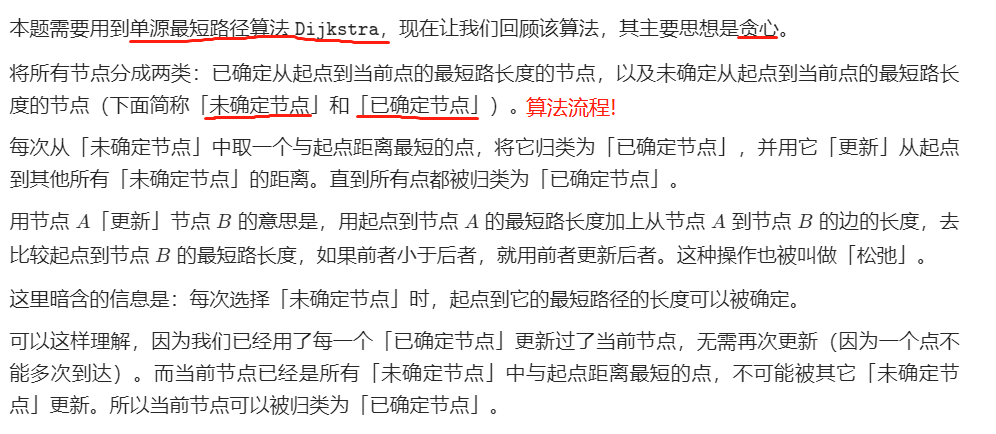 本题需要用到单源最短路径算法 Dijkstra，现在让我们回顾该算法，其主要思想是贪心。
将所有节点分成两类：已确定从起点到当前点的最短路长度的节点，以及未确定从起点到当前点的最短路长
度的节点（下面简称「未确定节点」和「已确定节点」）。算法流程!
每次从「未确定节点」中取一个与起点距离最短的点，将它归类为「已确定节点」，并用它「更新」从起点
到其他所有「未确定节点」的距离。直到所有点都被归类为「已确定节点」。
用节点 A「更新」节点 B 的意思是，用起点到节点 A 的最短路长度加上从节点 A 到节点 B 的边的长度，去
比较起点到节点 B 的最短路长度，如果前者小于后者，就用前者更新后者。这种操作也被叫做「松弛」。
这里暗含的信息是：每次选择「未确定节点」时，起点到它的最短路径的长度可以被确定。
可以这样理解，因为我们已经用了每一个「已确定节点」更新过了当前节点，无需再次更新（因为一个点不
能多次到达）。而当前节点已经是所有「未确定节点」中与起点距离最短的点，不可能被其它「未确定节
点」更新。所以当前节点可以被归类为「已确定节点」。